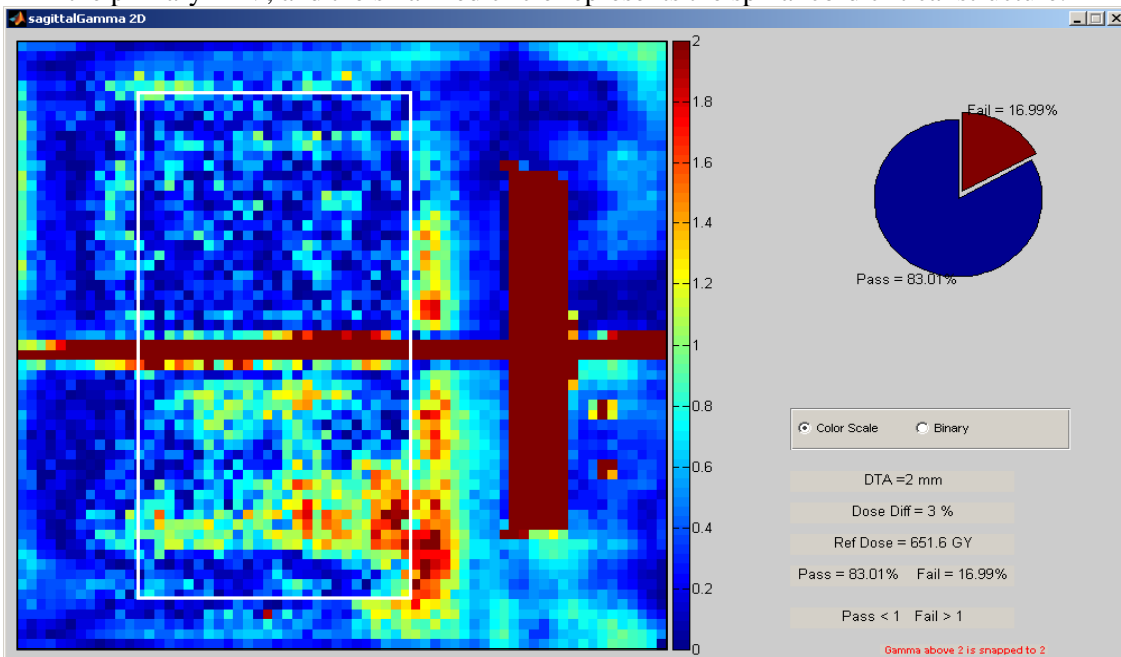 sagittalGamma 2D
2
1.8
1.6
1.4
1.2
1
0.8
0.6
0.4
0.2
0
Fail = 16.99%
Pass = 83.01%
Color Scale Binary
DTA =2 mm
Dose Diff = 3 %
Ref Dose = 651.6 GY
Pass = 83.01% Fail = 16.99%
Pass < 1 Fail > 1
Gamma above 2 is snapped to 2